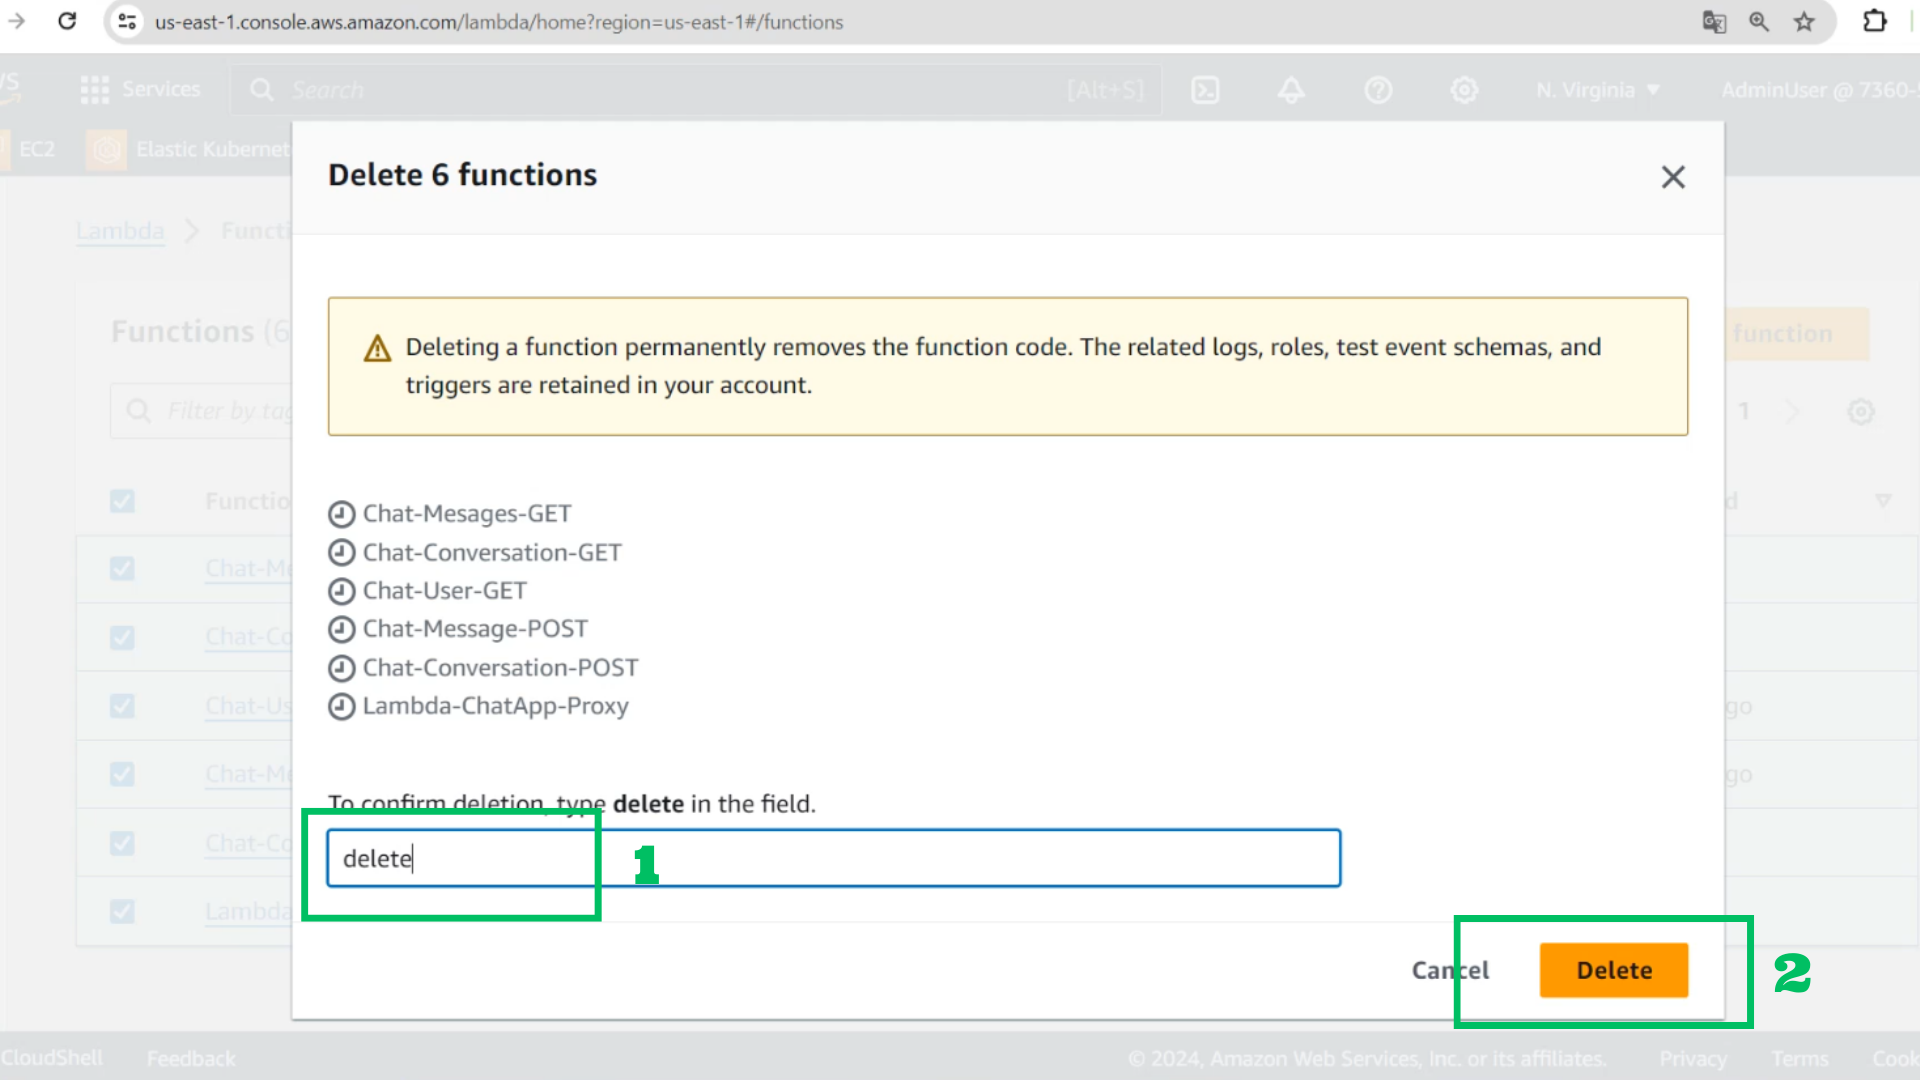 us-east-1.console.aws.amazon.com/lambda/home?region=us-east-1#/functions
Services
Search
[Alt+S]
N. Virginia
AdminUser @ 7360-
EC2
Elastic Kubernet
Delete 6 functions
Lambda
Functi
Deleting a function permanently removes the function code. The related logs, roles, test event schemas, and
triggers are retained in your account.
Functions (6
function
Filter by tag
1
Functio
d
Chat-Mesages-GET
Chat-Conversation-GET
Chat-User-GET
Chat-Message-POST
Chat-Conversation-POST
Lambda-ChatApp-Proxy
Chat-Me
Chat-Co
Chat-Us
go
Chat-Me
go
Chat-Co
Lambda
To confirm deletion, type delete in the field.
delete
1
Cancel
Delete
2
CloudShell
Feedback
© 2024, Amazon Web Services, Inc. or its affiliates.
Privacy
Terms
Cook